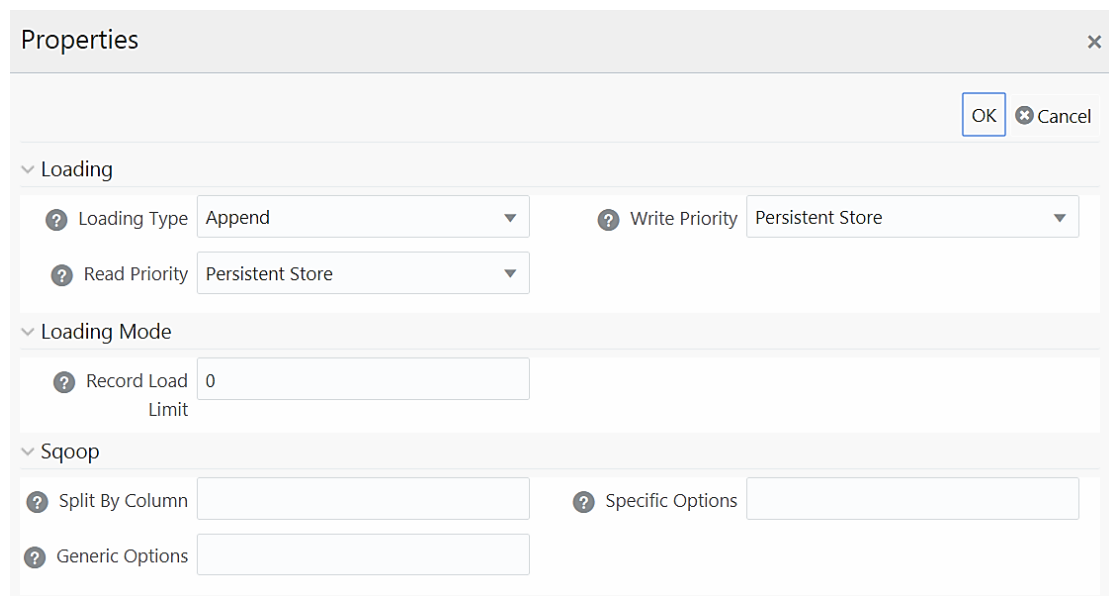 Properties
OK Cancel
Loading
Loading Type Append Write Priority Persistent Store
Read Priority Persistent Store
Loading Mode
Record Load 0
Limit
Sqoop
Split By Column Specific Options
Generic Options